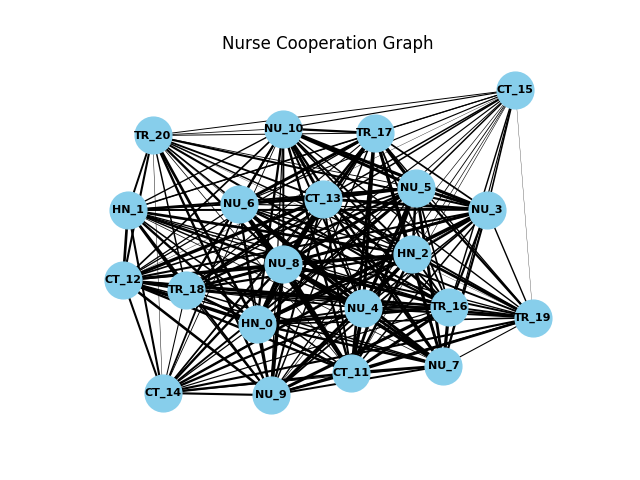 Nurse Cooperation Graph
CT_15
NU_10
TR_17
TR_20
NU_5
CT_13
NU_6
HN_1
NU_3
HN_2
NU_8
CT_12
TR_18
NU_4
TR_16
TR_19
HN_0
NU_7
CT_11
CT_14
NU_9